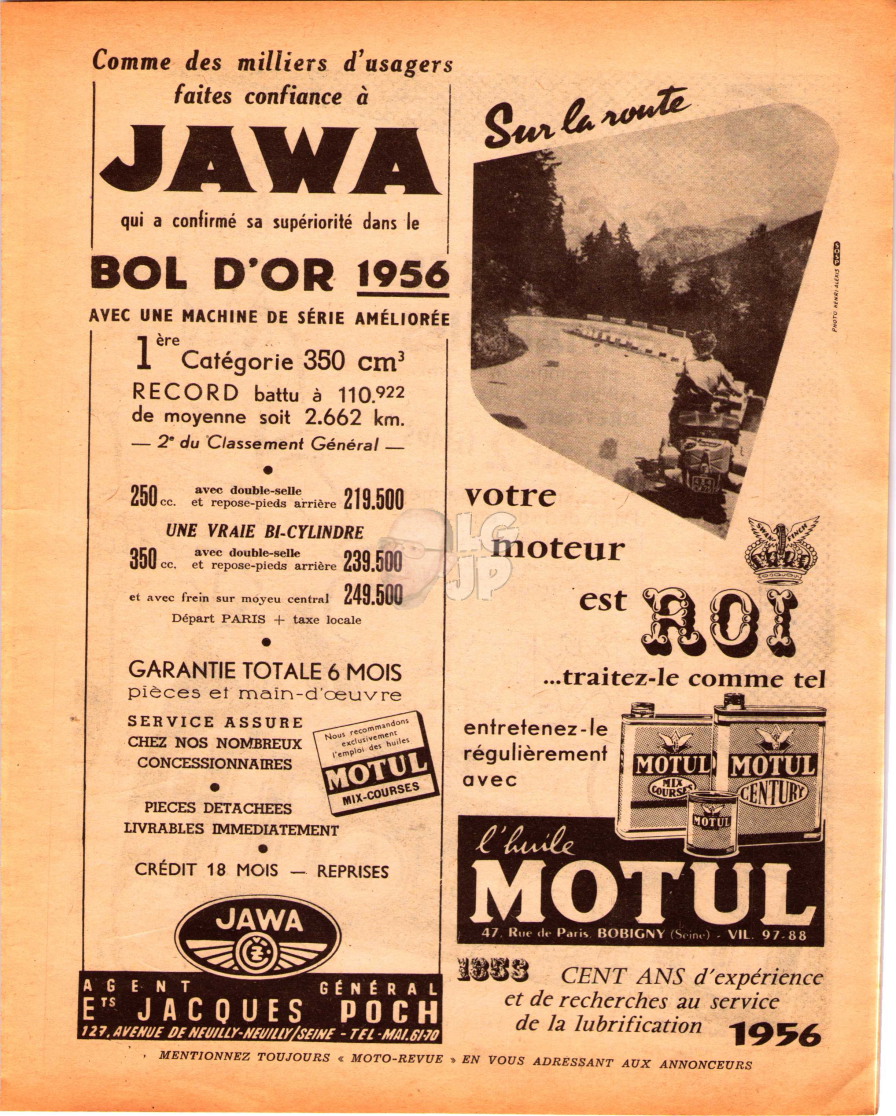 Comme des milliers d'usagers
faites confiance à
JAWA
qui a confirmé sa supériorité dans le
BOL D'OR 1956
AVEC UNE MACHINE DE SÉRIE AMÉLIORÉE
1ère Catégorie 350 cm³
RECORD battu à 110.922
de moyenne soit 2.662 km.
— 2e du Classement Général —
250 cc. avec double-selle et repose-pieds arrière 219.500
UNE VRAIE BI-CYLINDRE
350 cc. avec double-selle et repose-pieds arrière 239.500
et avec frein sur moyeu central 249.500
Départ PARIS + taxe locale
GARANTIE TOTALE 6 MOIS
pièces et main-d'œuvre
SERVICE ASSURE
CHEZ NOS NOMBREUX
CONCESSIONNAIRES
Nous recommandons
exclusivement
l'emploi des huiles
MOTUL
MIX-COURSES
PIECES DETACHEES
LIVRABLES IMMEDIATEMENT
CRÉDIT 18 MOIS — REPRISES
JAWA
ČZ
AGENT GÉNÉRAL
ETS JACQUES POCH
127, AVENUE DE NEUILLY-NEUILLY/SEINE - TEL-MAI.61-70
Sur la route
PHOTO HENRI ALEXIS
votre
moteur
est ROI
SWAN FINCH
...traitez-le comme tel
entretenez-le
régulièrement
avec
MOTUL
MIX
COURSES
MOTUL
CENTURY
MOTUL
l'huile
MOTUL
47, Rue de Paris, BOBIGNY (Seine) - VIL. 97-88
1853 CENT ANS d'expérience
et de recherches au service
de la lubrification 1956
MENTIONNEZ TOUJOURS « MOTO-REVUE » EN VOUS ADRESSANT AUX ANNONCEURS
LG
JP